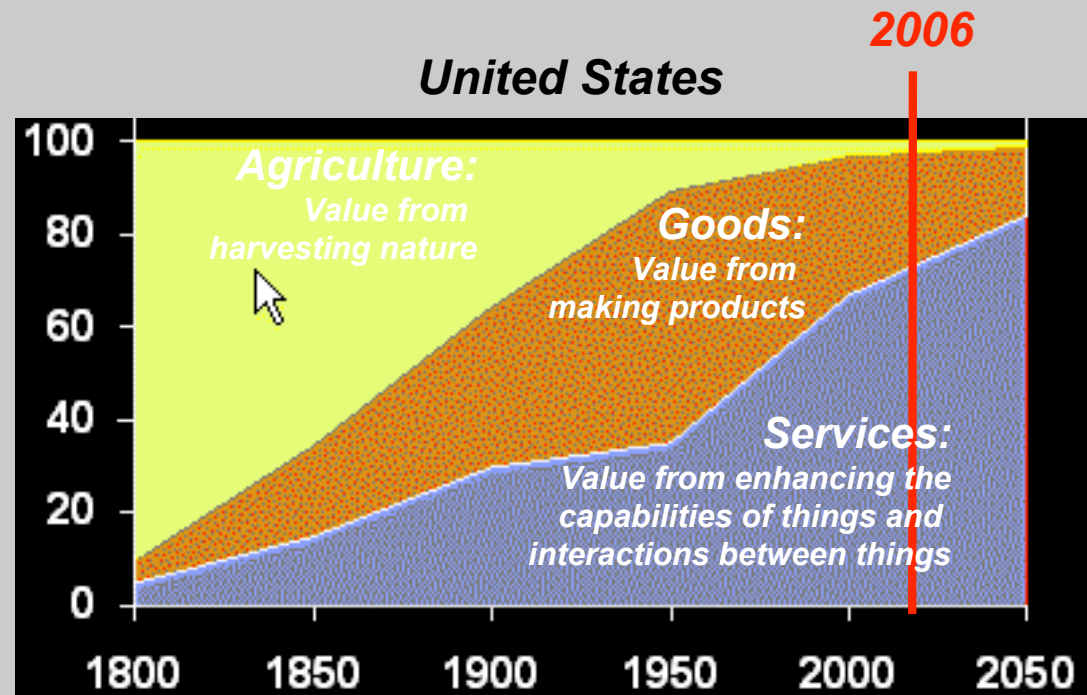 2006
United States
100
80
60
40
20
0
Agriculture:
Value from
harvesting nature
Goods:
Value from
making products
Services:
Value from enhancing the
capabilities of things and
interactions between things
1800 1850 1900 1950 2000 2050